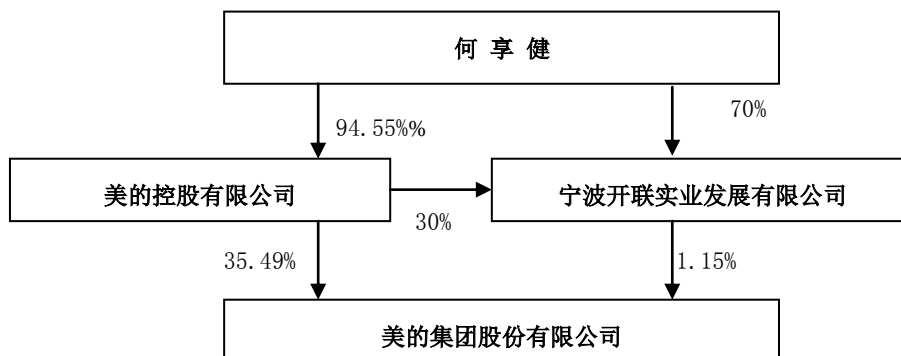 何 享 健
94.55%%
70%
美的控股有限公司
宁波开联实业发展有限公司
30%
35.49%
1.15%
美的集团股份有限公司